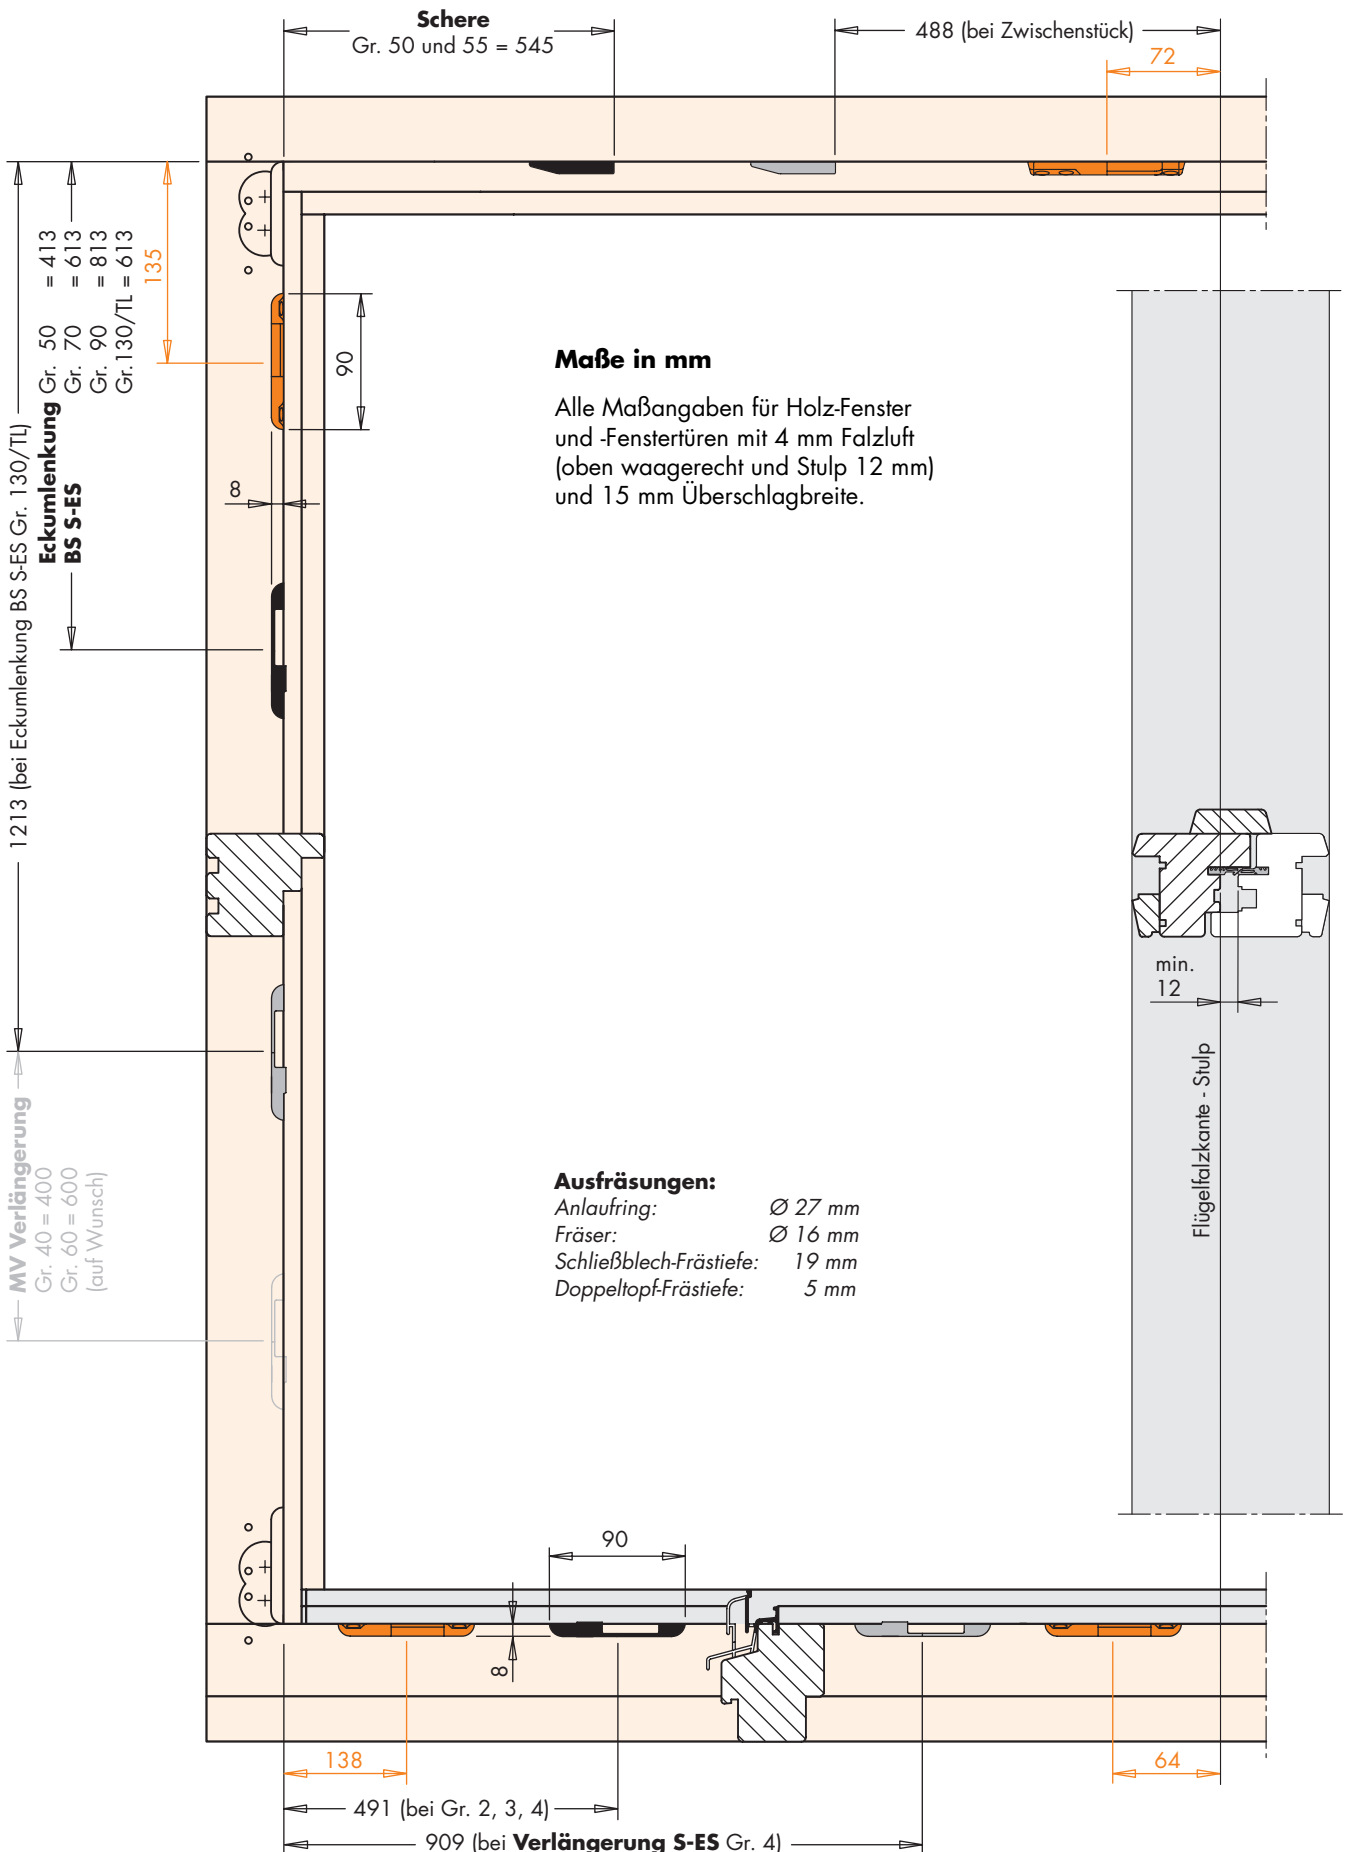 Schere
Gr. 50 und 55 = 545
488 (bei Zwischenstück)
72
1213 (bei Eckumlenkung BS S-ES Gr. 130/TL)
Eckumlenkung
BS S-ES
Gr. 50 = 413
Gr. 70 = 613
Gr. 90 = 813
Gr.130/TL = 613
135
90
8
Maße in mm
Alle Maßangaben für Holz-Fenster
und -Fenstertüren mit 4 mm Falzluft
(oben waagerecht und Stulp 12 mm)
und 15 mm Überschlagbreite.
min.
12
Flügelfalzkante - Stulp
MV Verlängerung
Gr. 40 = 400
Gr. 60 = 600
(auf Wunsch)
Ausfräsungen:
Anlaufring: Ø 27 mm
Fräser: Ø 16 mm
Schließblech-Frästiefe: 19 mm
Doppeltopf-Frästiefe: 5 mm
90
8
138
64
491 (bei Gr. 2, 3, 4)
909 (bei Verlängerung S-ES Gr. 4)